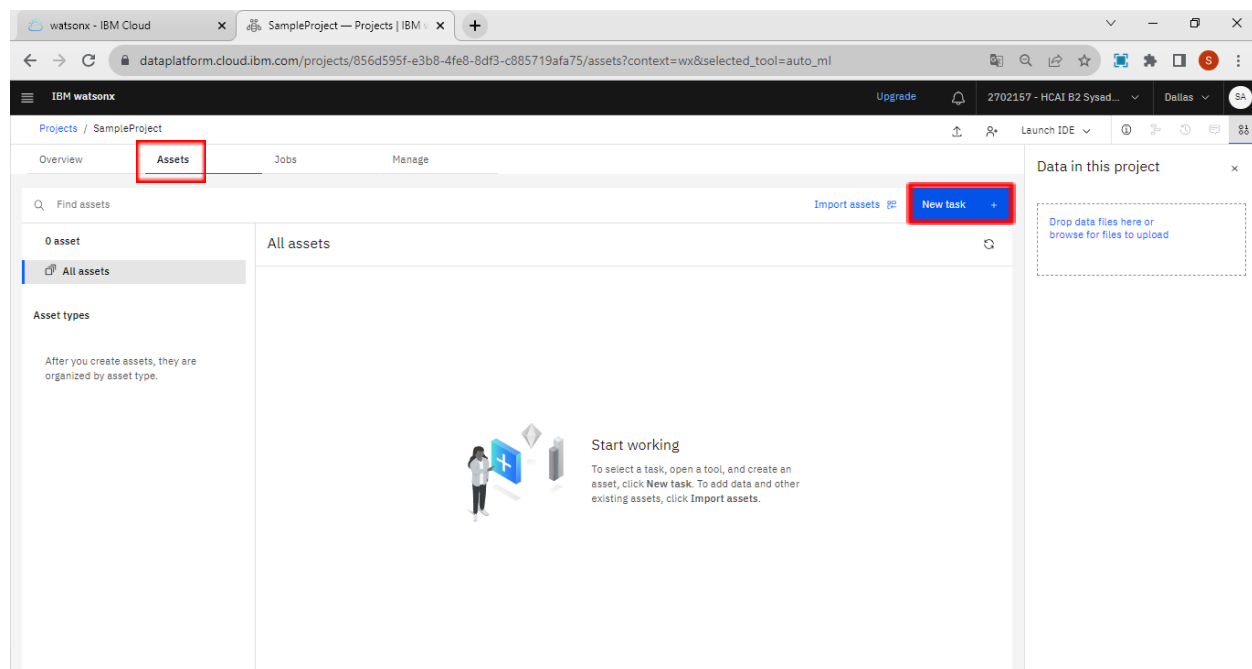 watsonx - IBM Cloud
SampleProject — Projects | IBM
dataplatform.cloud.ibm.com/projects/856d595f-e3b8-4fe8-8df3-c885719afa75/assets?context=wx&selected_tool=auto_ml
S
IBM watsonx
Upgrade
2702157 - HCAI B2 Sysad...
Dallas
SA
Projects / SampleProject
Launch IDE
Overview
Assets
Jobs
Manage
Data in this project
Find assets
Import assets
New task +
Drop data files here or
browse for files to upload
0 asset
All assets
All assets
Asset types
After you create assets, they are
organized by asset type.
Start working
To select a task, open a tool, and create an
asset, click New task. To add data and other
existing assets, click Import assets.